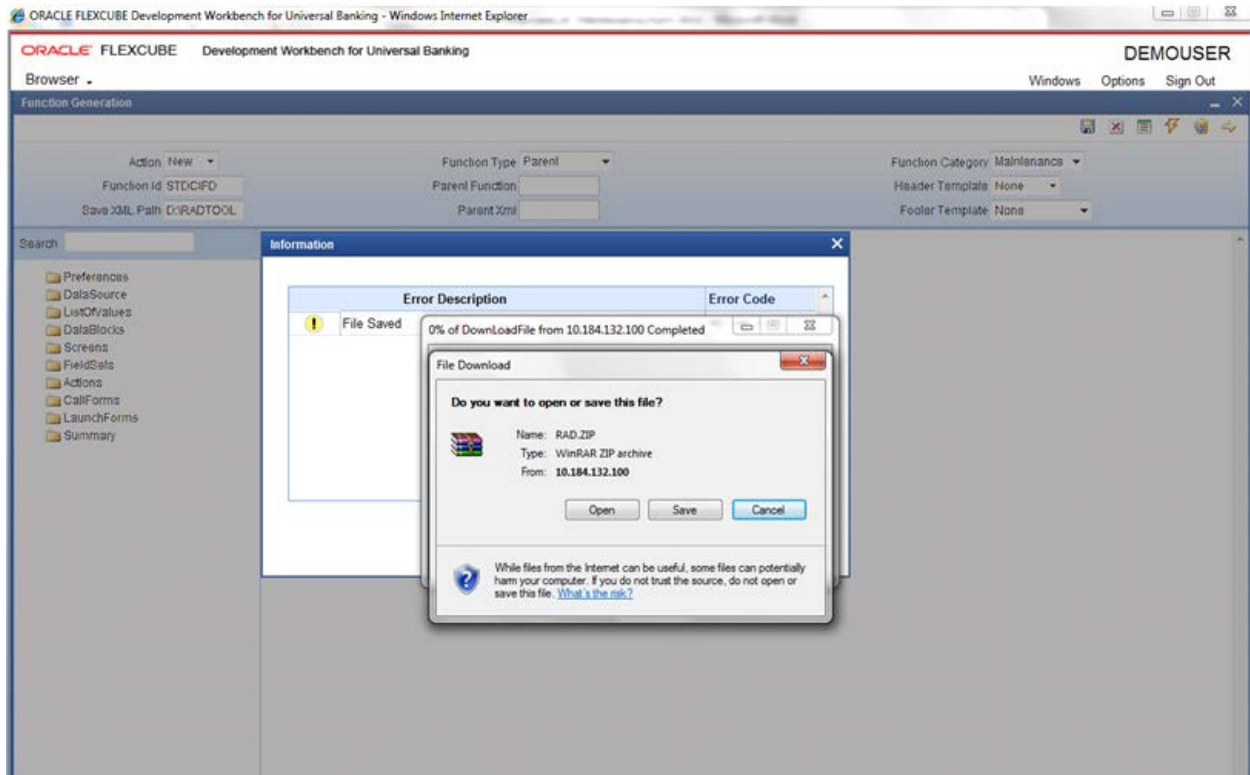 ORACLE FLEXCUBE Development Workbench for Universal Banking - Windows Internet Explorer
ORACLE FLEXCUBE Development Workbench for Universal Banking
DEMOUSER
Browser
Windows Options Sign Out
Function Generation
Action New Function Type Parent Function Category Maintenance
Function Id STDCIFD Parent Function Header Template None
Save XML Path D:\RADTOOL Parent Xml Footer Template None
Search
Preferences
DataSource
ListOfValues
DataBlocks
Screens
FieldSets
Actions
CallForms
LaunchForms
Summary
Information
Error Description Error Code
File Saved
0% of DownLoadFile from 10.184.132.100 Completed
File Download
Do you want to open or save this file?
Name: RAD.ZIP
Type: WinRAR ZIP archive
From: 10.184.132.100
Open Save Cancel
While files from the Internet can be useful, some files can potentially
harm your computer. If you do not trust the source, do not open or
save this file. What's the risk?